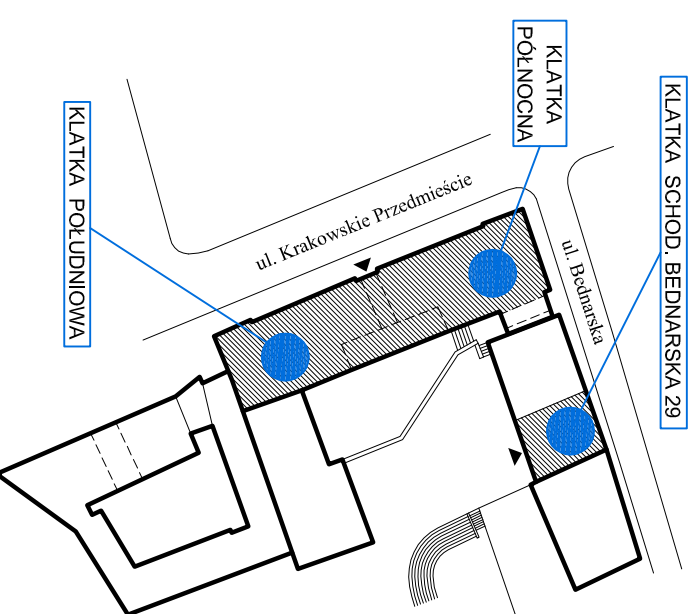 KLATKA
PÓŁNOCNA
KLATKA SCHOD. BEDNARSKA 29
KLATKA POŁUDNIOWA
ul. Krakowskie Przedmieście
ul. Bednarska